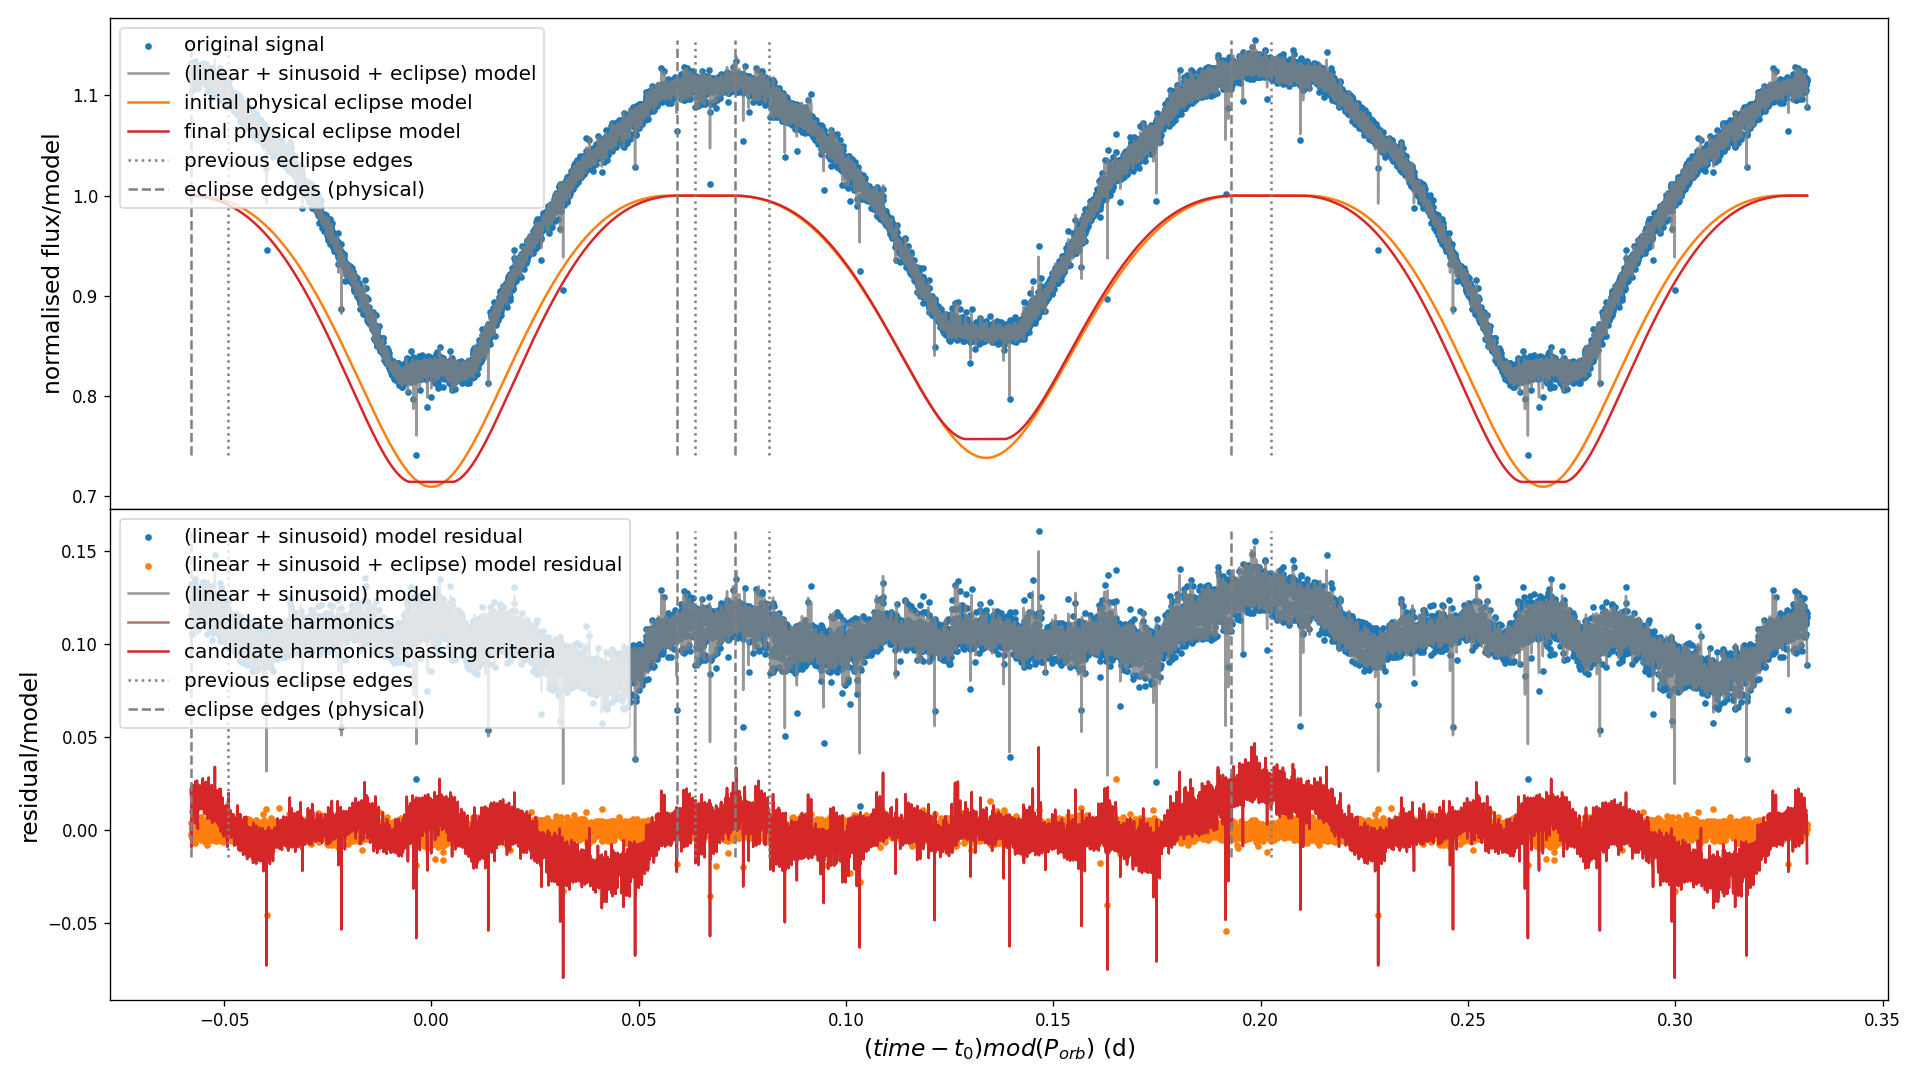 original signal
(linear + sinusoid + eclipse) model
initial physical eclipse model
final physical eclipse model
previous eclipse edges
eclipse edges (physical)
normalised flux/model
1.1
1.0
0.9
0.8
0.7
(linear + sinusoid) model residual
(linear + sinusoid + eclipse) model residual
(linear + sinusoid) model
candidate harmonics
candidate harmonics passing criteria
previous eclipse edges
eclipse edges (physical)
residual/model
0.15
0.10
0.05
0.00
−0.05
−0.05 0.00 0.05 0.10 0.15 0.20 0.25 0.30 0.35
(time − t₀)mod(Pₒᵣb) (d)